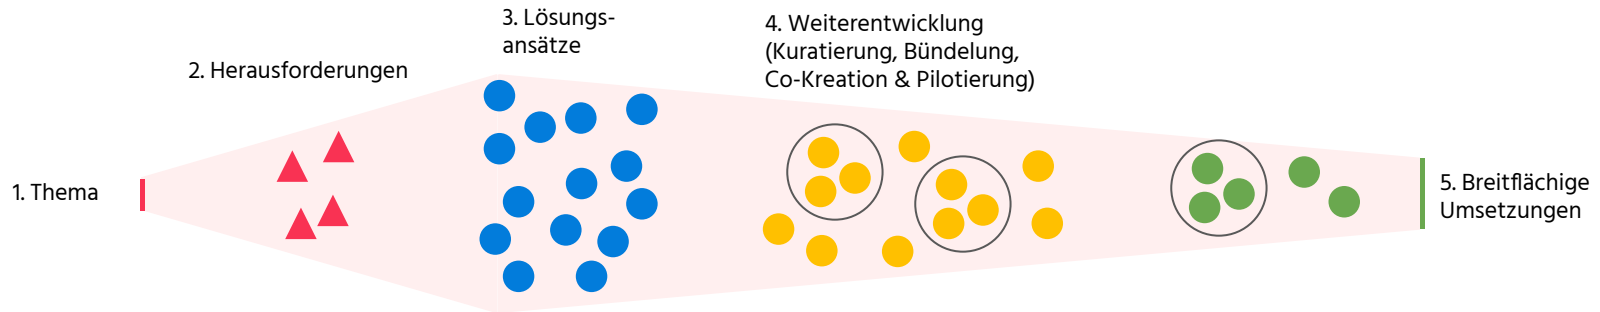 1. Thema
2. Herausforderungen
3. Lösungs-
ansätze
4. Weiterentwicklung
(Kuratierung, Bündelung,
Co-Kreation & Pilotierung)
5. Breitflächige
Umsetzungen